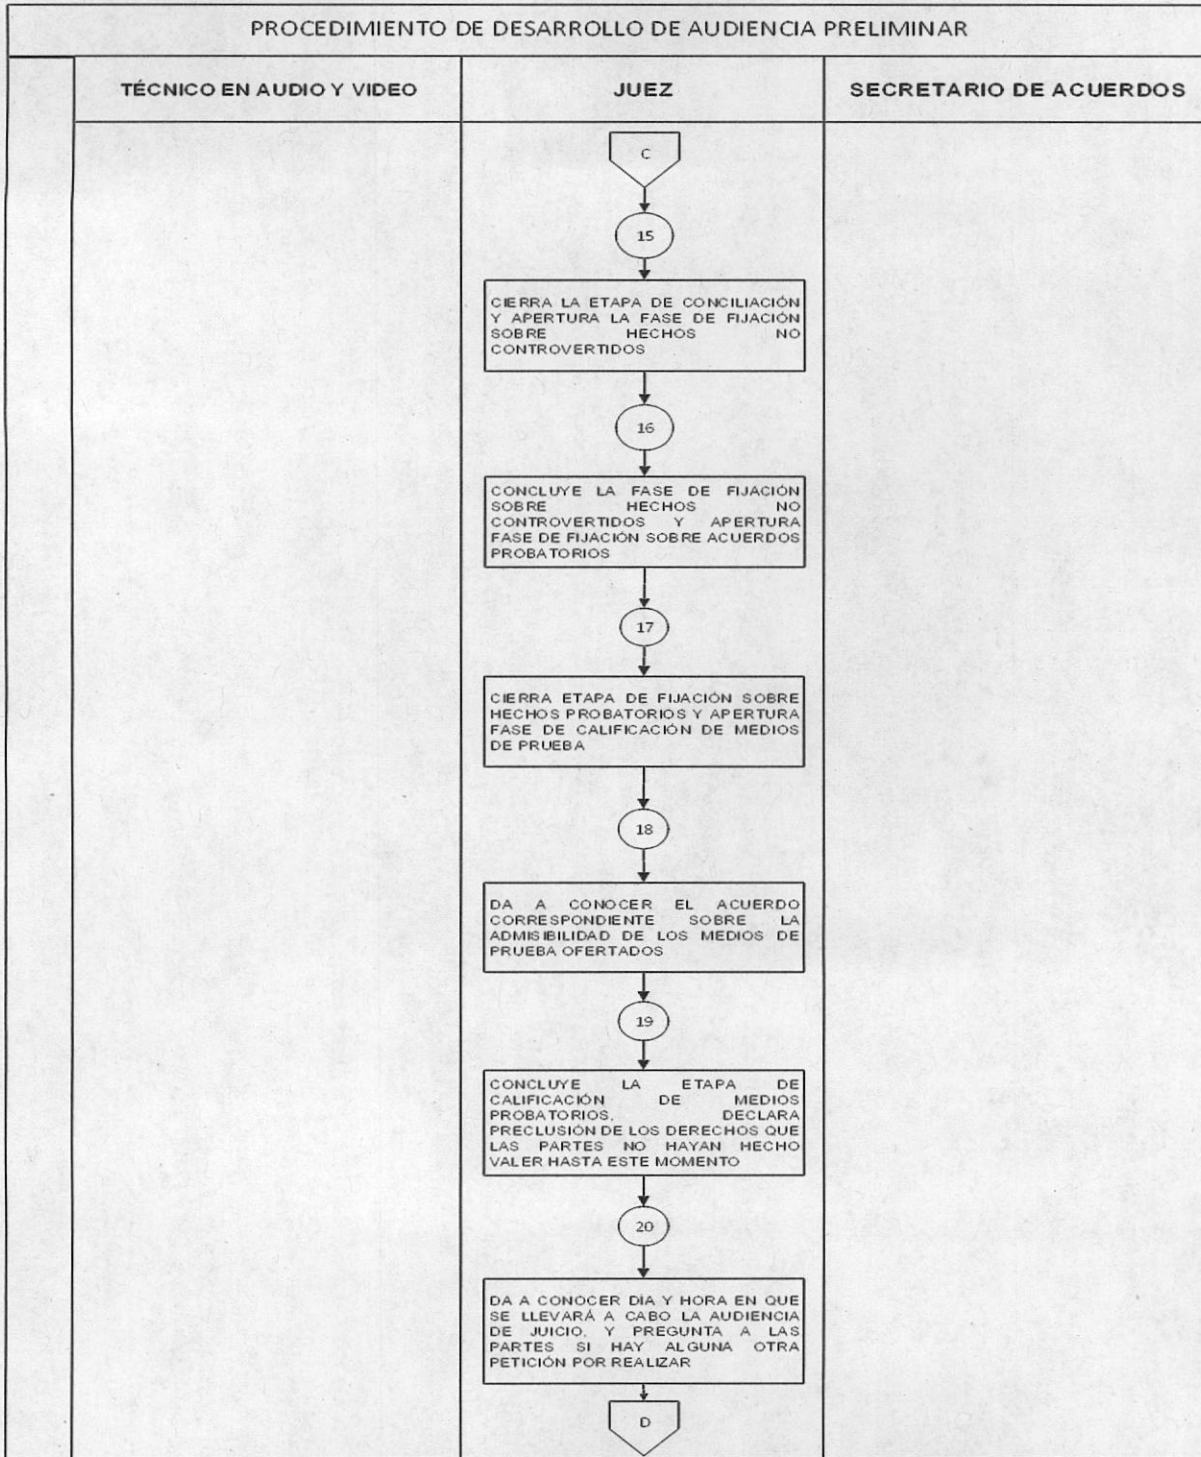 PROCEDIMIENTO DE DESARROLLO DE AUDIENCIA PRELIMINAR
TÉCNICO EN AUDIO Y VIDEO
JUEZ
SECRETARIO DE ACUERDOS
C
15
CIERRA LA ETAPA DE CONCILIACIÓN
Y APERTURA LA FASE DE FIJACIÓN
SOBRE HECHOS NO
CONTROVERTIDOS
16
CONCLUYE LA FASE DE FIJACIÓN
SOBRE HECHOS NO
CONTROVERTIDOS Y APERTURA
FASE DE FIJACIÓN SOBRE ACUERDOS
PROBATORIOS
17
CIERRA ETAPA DE FIJACIÓN SOBRE
HECHOS PROBATORIOS Y APERTURA
FASE DE CALIFICACIÓN DE MEDIOS
DE PRUEBA
18
DA A CONOCER EL ACUERDO
CORRESPONDIENTE SOBRE LA
ADMISIBILIDAD DE LOS MEDIOS DE
PRUEBA OFERTADOS
19
CONCLUYE LA ETAPA DE
CALIFICACIÓN DE MEDIOS
PROBATORIOS, DECLARA
PRECLUSIÓN DE LOS DERECHOS QUE
LAS PARTES NO HAYAN HECHO
VALER HASTA ESTE MOMENTO
20
DA A CONOCER DIA Y HORA EN QUE
SE LLEVARÁ A CABO LA AUDIENCIA
DE JUICIO, Y PREGUNTA A LAS
PARTES SI HAY ALGUNA OTRA
PETICIÓN POR REALIZAR
D